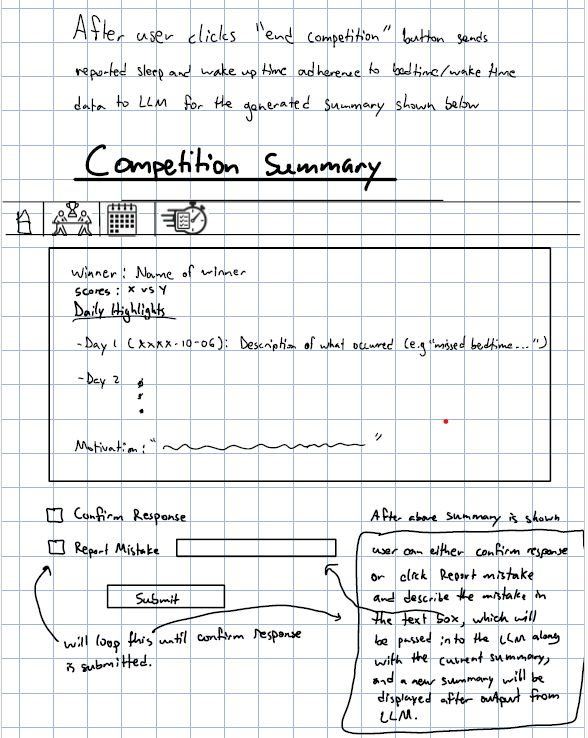 After user clicks "end competition" button sends
reported sleep and wake up time adherence to bedtime/wake time
data to LLM for the generated summary shown below
Competition Summary
Winner: Name of winner
scores: X vs Y
Daily Highlights
-Day 1 (XXXX-10-06): Description of what occurred (e.g "missed bedtime...")
-Day 2
Motivation: " "
Confirm Response
Report Mistake
Submit
will loop this until confirm response
is submitted.
After above summary is shown
user can either confirm response
or click Report mistake
and describe the mistake in
the text box, which will
be passed into the LLM along
with the current summary,
and a new summary will be
displayed after output from
LLM.